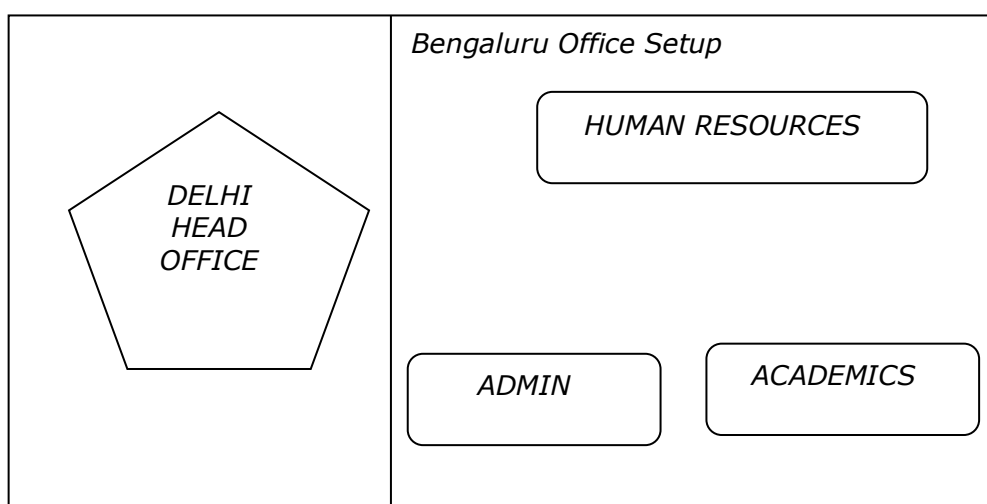 Bengaluru Office Setup
HUMAN RESOURCES
DELHI
HEAD
OFFICE
ADMIN
ACADEMICS